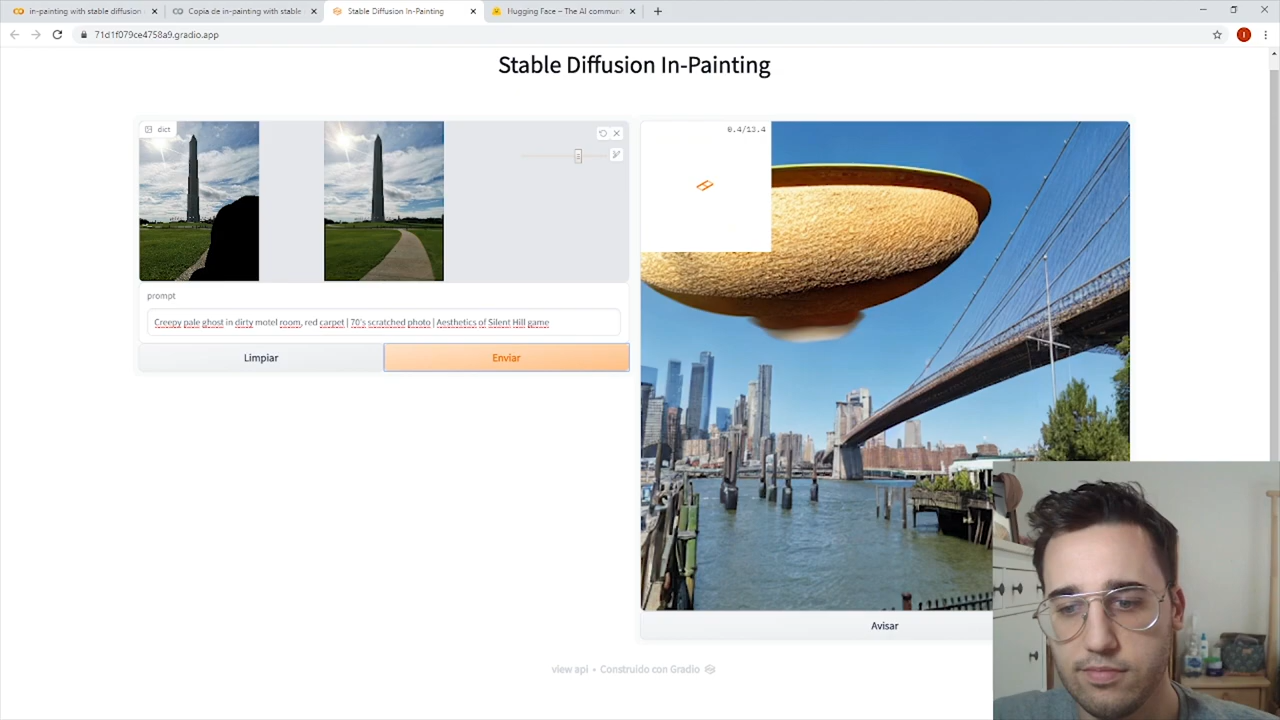 in-painting with stable diffusion
Copia de in-painting with stable
Stable Diffusion In-Painting
Hugging Face – The AI commun
71d1f079ce4758a9.gradio.app
Stable Diffusion In-Painting
dict
0.4/13.4
prompt
Creepy pale ghost in dirty motel room, red carpet | 70's scratched photo | Aesthetics of Silent Hill game
Limpiar
Enviar
Avisar
view api • Construido con Gradio